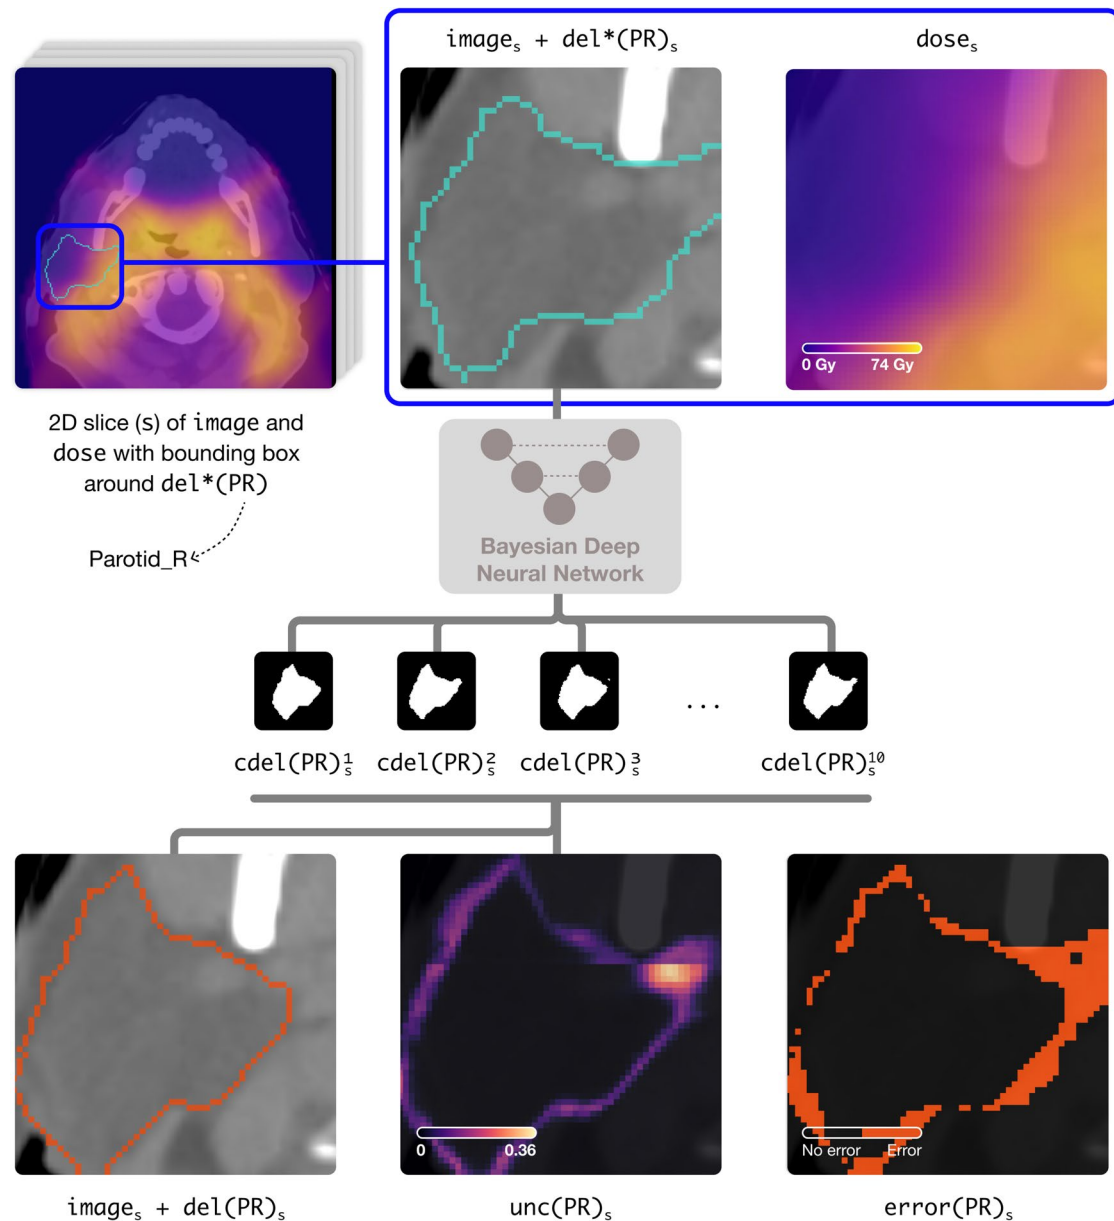 imageₛ + del*(PR)ₛ
doseₛ
0 Gy
74 Gy
2D slice (s) of image and
dose with bounding box
around del*(PR)
Parotid_R
Bayesian Deep
Neural Network
cdel(PR)¹ₛ
cdel(PR)²ₛ
cdel(PR)³ₛ
...
cdel(PR)¹⁰ₛ
0
0.36
No error
Error
imageₛ + del(PR)ₛ
unc(PR)ₛ
error(PR)ₛ